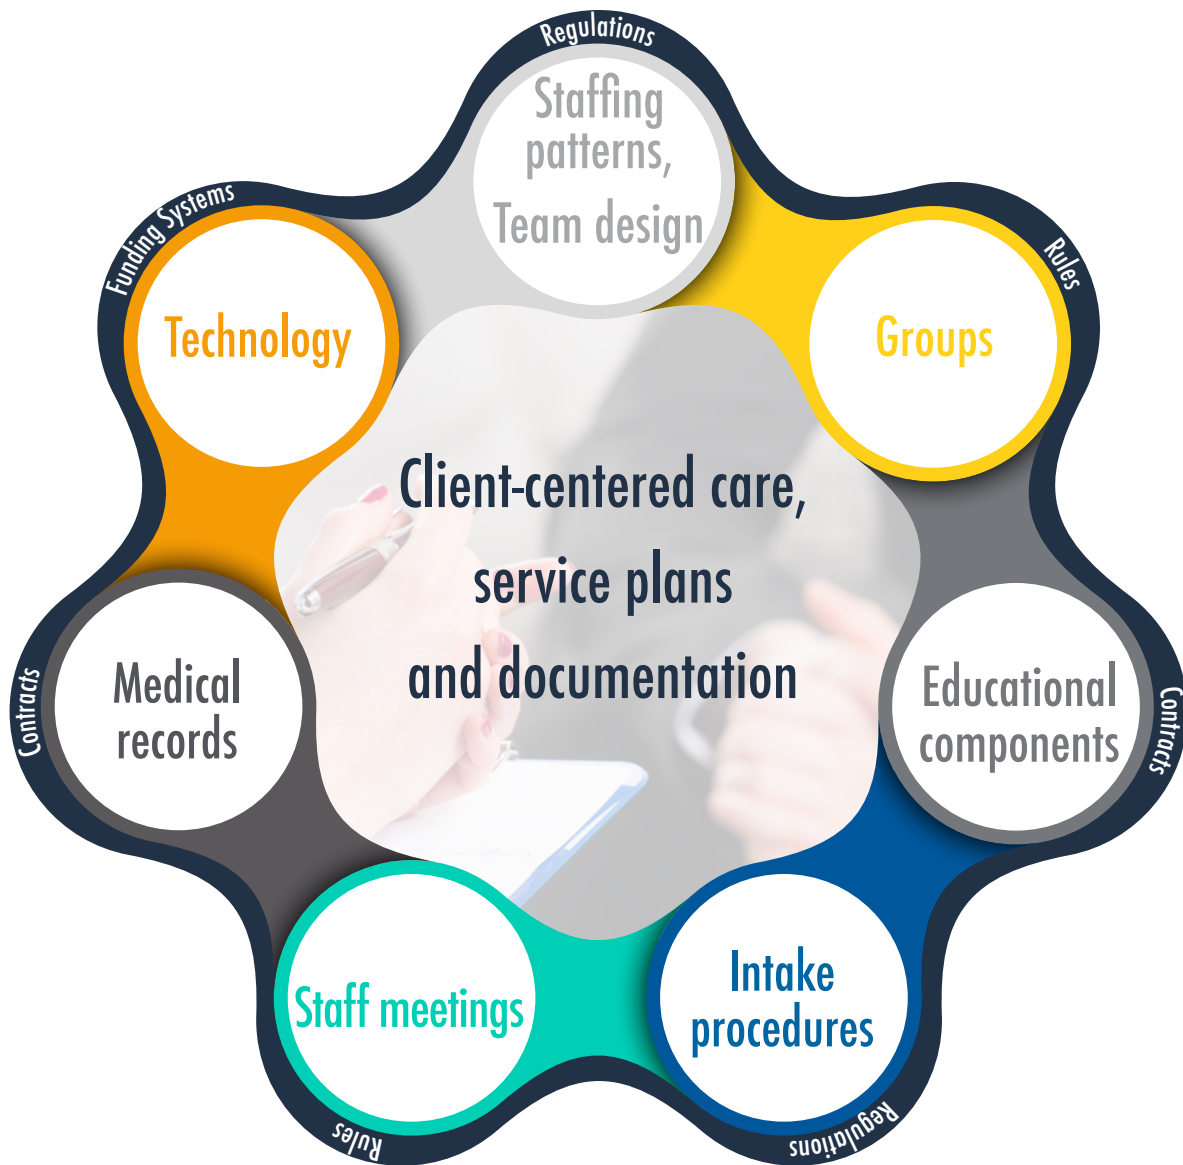 Regulations
Staffing
patterns,
Team design
Funding Systems
Technology
Groups
Rules
Client-centered care,
service plans
and documentation
Contracts
Medical
records
Educational
components
Contracts
Staff meetings
Intake
procedures
Rules
Regulations